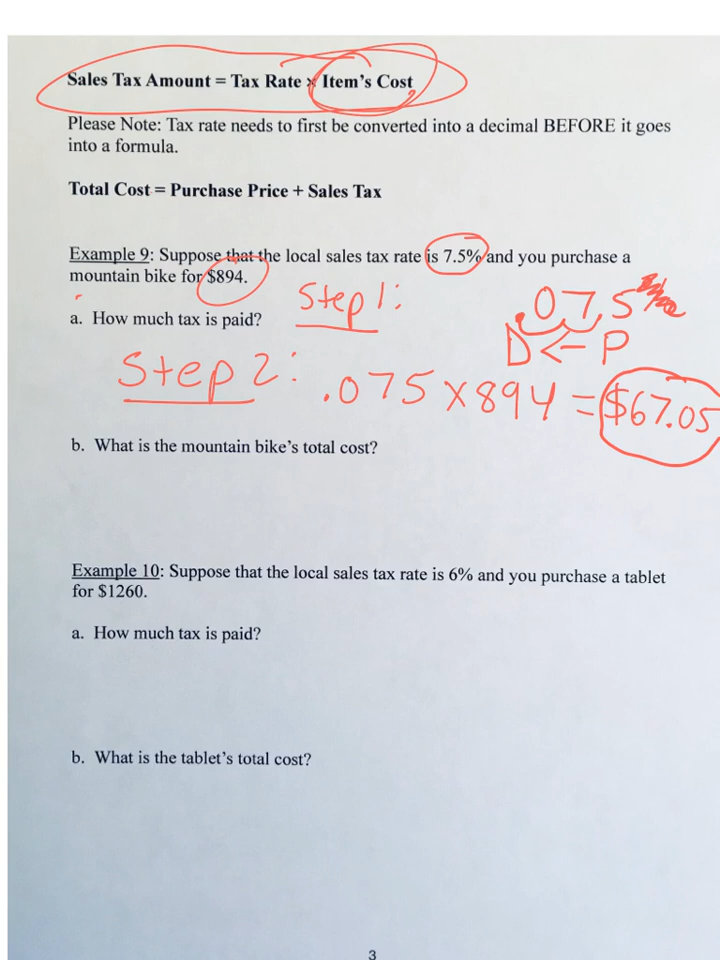 Sales Tax Amount = Tax Rate × Item's Cost
Please Note: Tax rate needs to first be converted into a decimal BEFORE it goes
into a formula.
Total Cost = Purchase Price + Sales Tax
Example 9: Suppose that the local sales tax rate is 7.5% and you purchase a
mountain bike for $894.
a. How much tax is paid?
Step 1:
.07.5
D<-P
Step 2: .075 x 894 = $67.05
b. What is the mountain bike's total cost?
Example 10: Suppose that the local sales tax rate is 6% and you purchase a tablet
for $1260.
a. How much tax is paid?
b. What is the tablet's total cost?
3